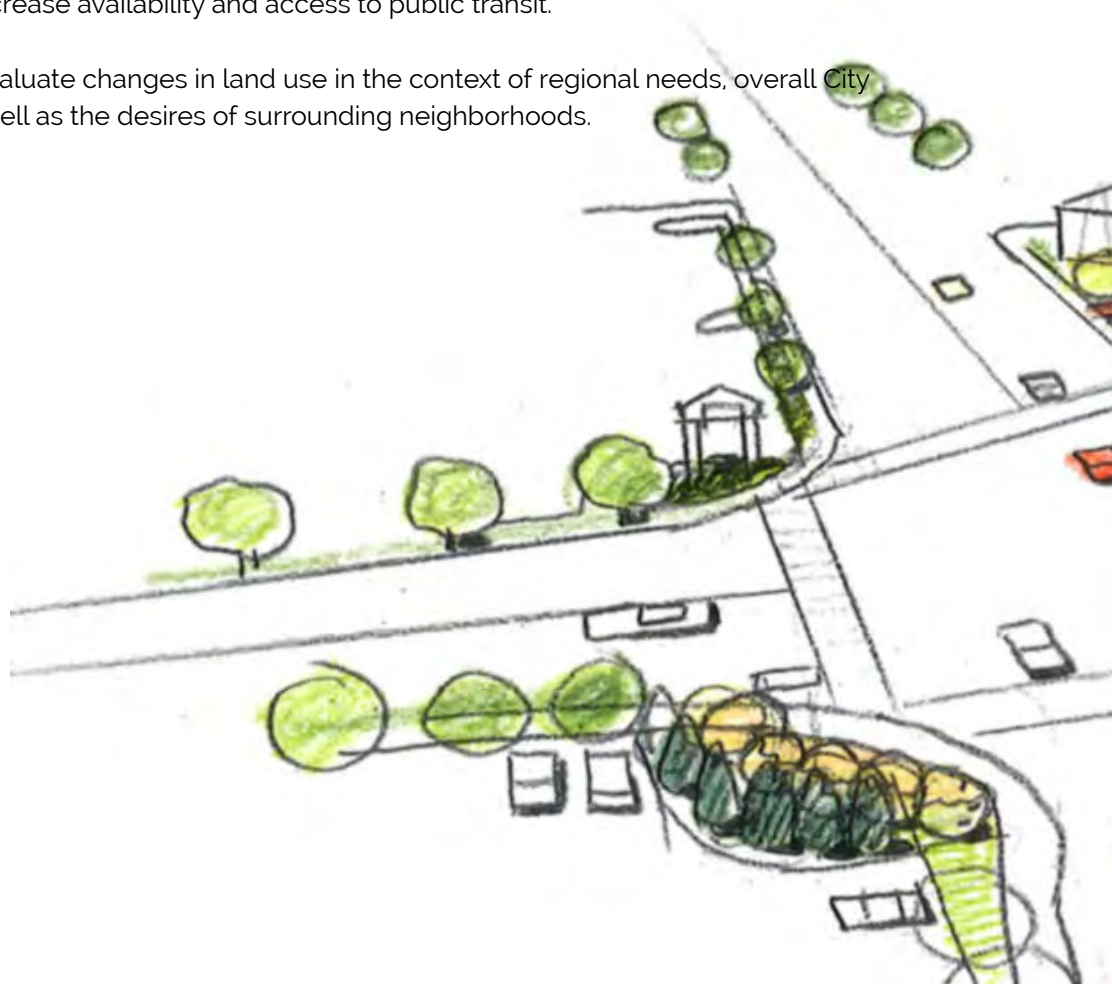 crease availability and access to public transit.
aluate changes in land use in the context of regional needs, overall City
ell as the desires of surrounding neighborhoods.